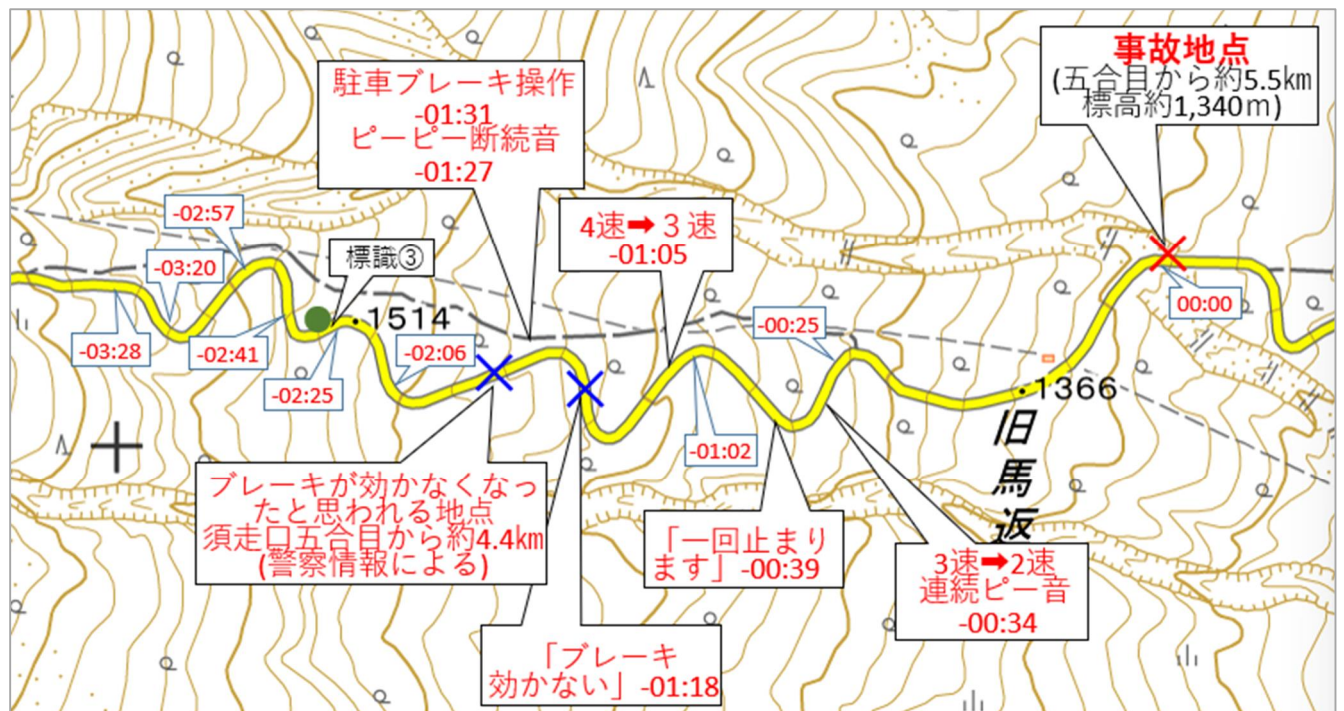 事故地点
(五合目から約5.5㎞
標高約1,340ｍ)
駐車ブレーキ操作
-01:31
ピーピー断続音
-01:27
4速➡３速
-01:05
-02:57
-03:20
標識③
1514
-03:28
-02:41
-02:25
-02:06
-00:25
00:00
-01:02
1366
旧馬返
ブレーキが効かなくなっ
たと思われる地点
須走口五合目から約4.4㎞
(警察情報による)
「一回止まり
ます」-00:39
3速➡2速
連続ピー音
-00:34
「ブレーキ
効かない」-01:18